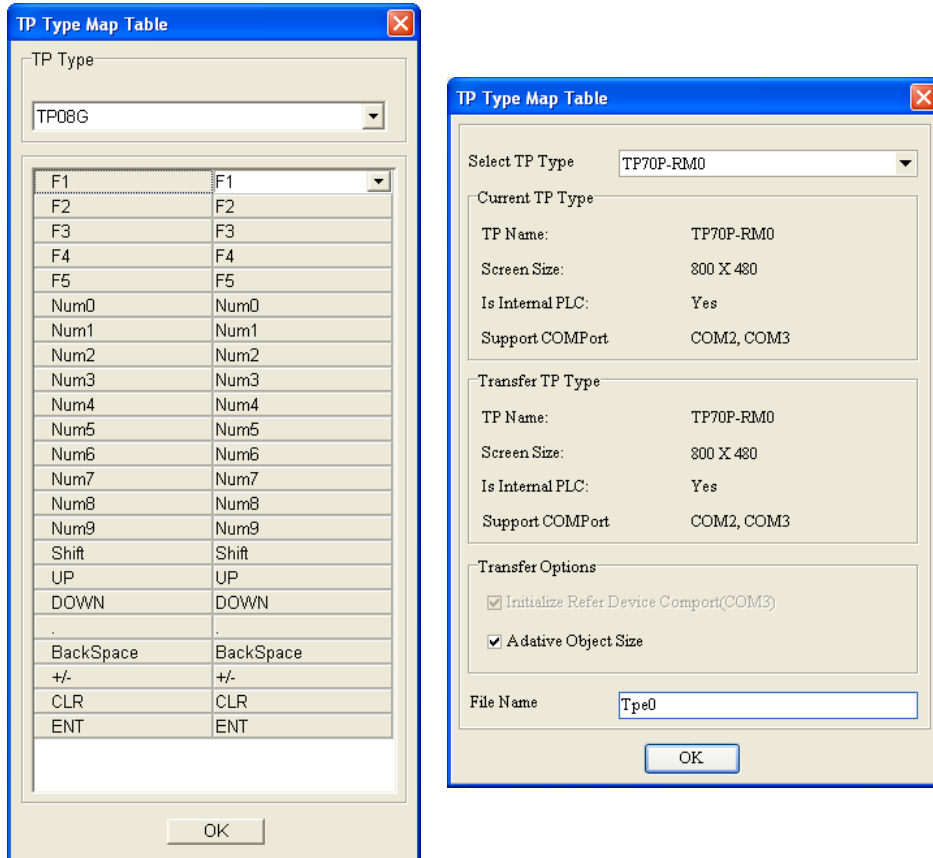 TP Type Map Table
TP Type
TP08G
F1 F1
F2 F2
F3 F3
F4 F4
F5 F5
Num0 Num0
Num1 Num1
Num2 Num2
Num3 Num3
Num4 Num4
Num5 Num5
Num6 Num6
Num7 Num7
Num8 Num8
Num9 Num9
Shift Shift
UP UP
DOWN DOWN
. .
BackSpace BackSpace
+/- +/-
CLR CLR
ENT ENT
OK
TP Type Map Table
Select TP Type TP70P-RM0
Current TP Type
TP Name: TP70P-RM0
Screen Size: 800 X 480
Is Internal PLC: Yes
Support COMPort COM2, COM3
Transfer TP Type
TP Name: TP70P-RM0
Screen Size: 800 X 480
Is Internal PLC: Yes
Support COMPort COM2, COM3
Transfer Options
Initialize Refer Device Comport(COM3)
Adative Object Size
File Name Tpe0
OK